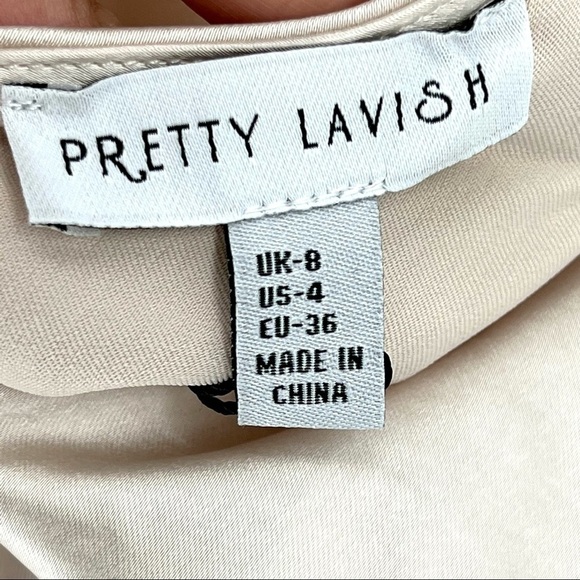 PRETTY LAVISH
UK-8
US-4
EU-36
MADE IN
CHINA